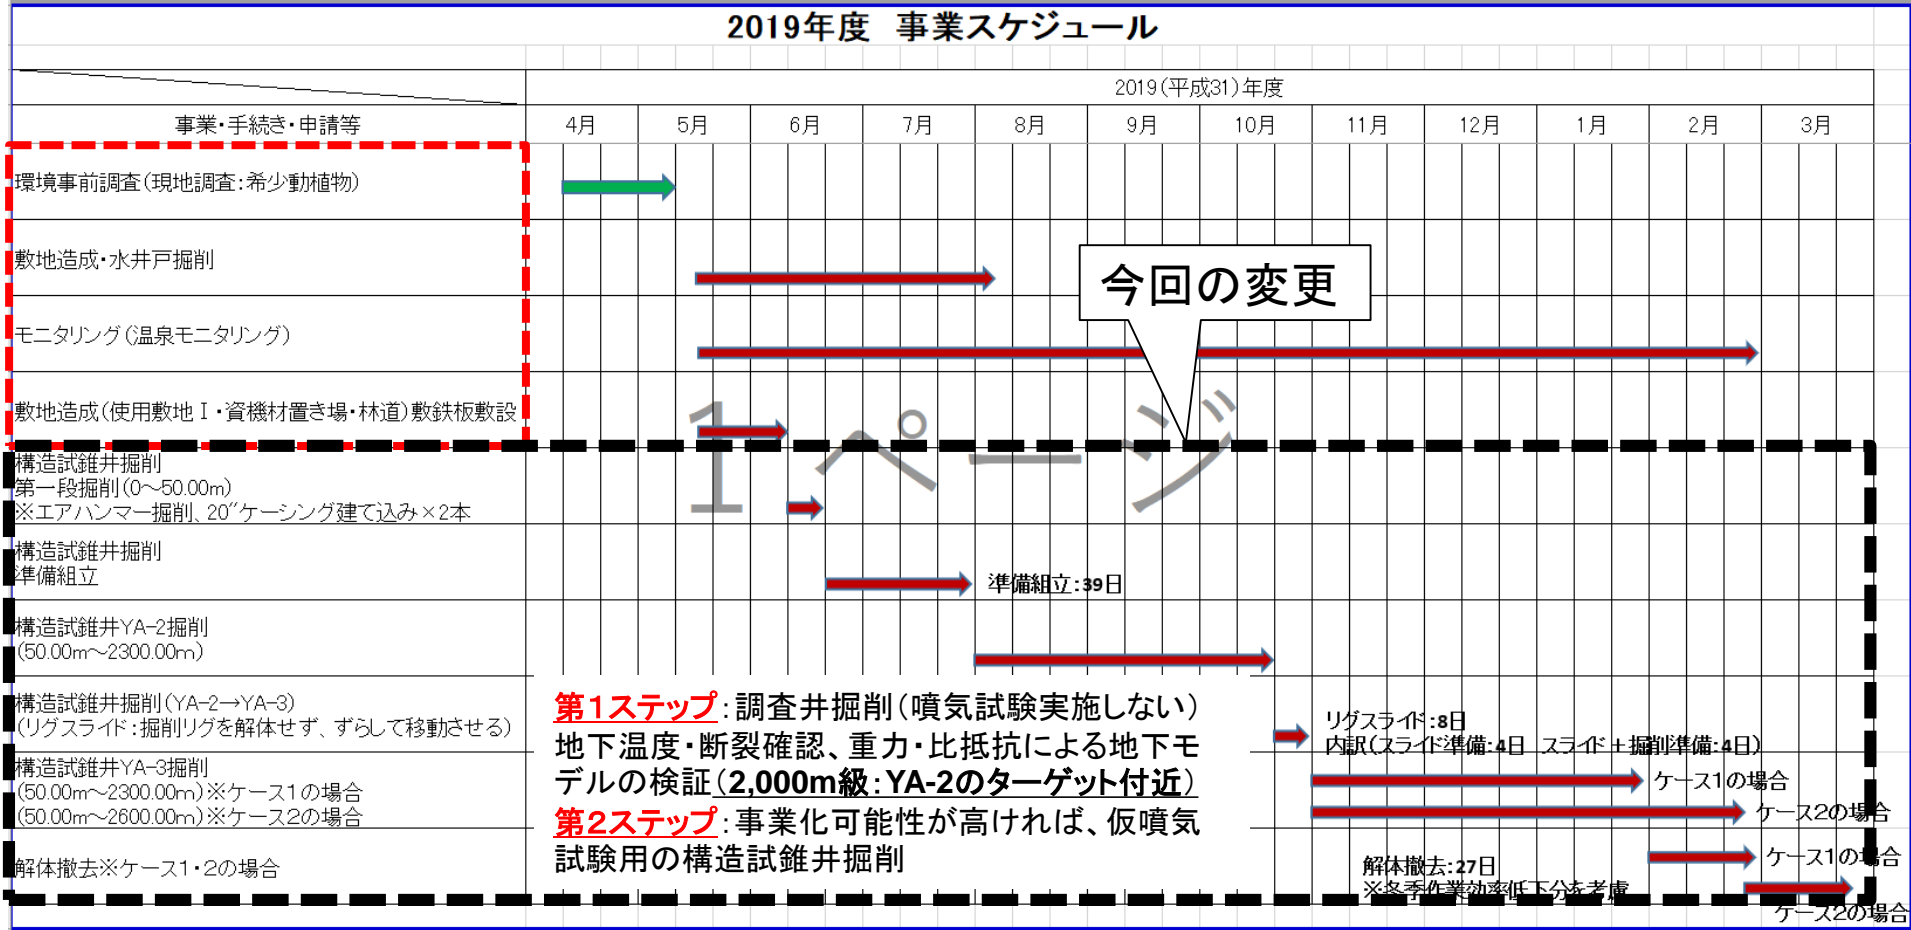 2019年度 事業スケジュール
2019(平成31)年度
事業・手続き・申請等
4月 5月 6月 7月 8月 9月 10月 11月 12月 1月 2月 3月
環境事前調査(現地調査:希少動植物)
敷地造成・水井戸掘削
今回の変更
モニタリング(温泉モニタリング)
敷地造成(使用敷地Ⅰ・資機材置き場・林道)敷鉄板敷設
1 ページ
構造試錐井掘削
第一段掘削(0～50.00m)
※エアハンマー掘削、20”ケーシング建て込み×2本
構造試錐井掘削
準備組立
準備組立:39日
構造試錐井YA-2掘削
(50.00m～2300.00m)
構造試錐井掘削(YA-2→YA-3)
(リグスライド:掘削リグを解体せず、ずらして移動させる)
リグスライド:8日
内訳(スライド準備:4日 スライド+掘削準備:4日)
構造試錐井YA-3掘削
(50.00m～2300.00m)※ケース1の場合
(50.00m～2600.00m)※ケース2の場合
ケース1の場合
ケース2の場合
第1ステップ:調査井掘削(噴気試験実施しない)
地下温度・断裂確認、重力・比抵抗による地下モ
デルの検証(2,000m級:YA-2のターゲット付近)
第2ステップ:事業化可能性が高ければ、仮噴気
試験用の構造試錐井掘削
解体撤去※ケース1・2の場合
ケース1の場合
解体撤去:27日
※冬季作業効率低下分を考慮
ケース2の場合